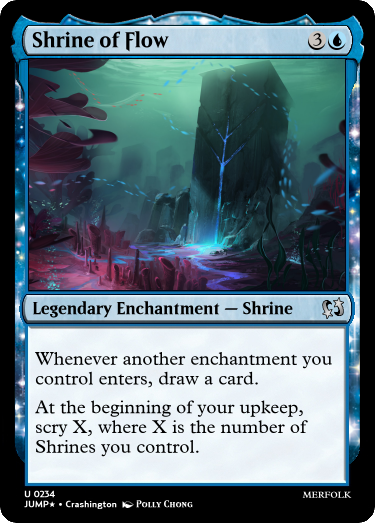 Shrine of Flow 3
Legendary Enchantment — Shrine
Whenever another enchantment you
control enters, draw a card.
At the beginning of your upkeep,
scry X, where X is the number of
Shrines you control.
U 0234
JUMP★ • Crashington Polly Chong
MERFOLK